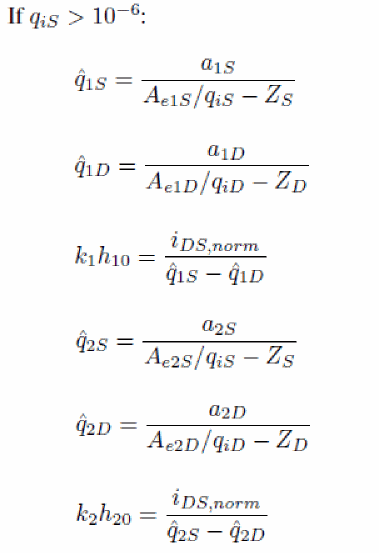 If q_{iS} > 10^{-6}:
\hat{q}_{1S} = \frac{a_{1S}}{A_{e1S}/q_{iS} - Z_S}
\hat{q}_{1D} = \frac{a_{1D}}{A_{e1D}/q_{iD} - Z_D}
k_1 h_{10} = \frac{i_{DS,norm}}{\hat{q}_{1S} - \hat{q}_{1D}}
\hat{q}_{2S} = \frac{a_{2S}}{A_{e2S}/q_{iS} - Z_S}
\hat{q}_{2D} = \frac{a_{2D}}{A_{e2D}/q_{iD} - Z_D}
k_2 h_{20} = \frac{i_{DS,norm}}{\hat{q}_{2S} - \hat{q}_{2D}}